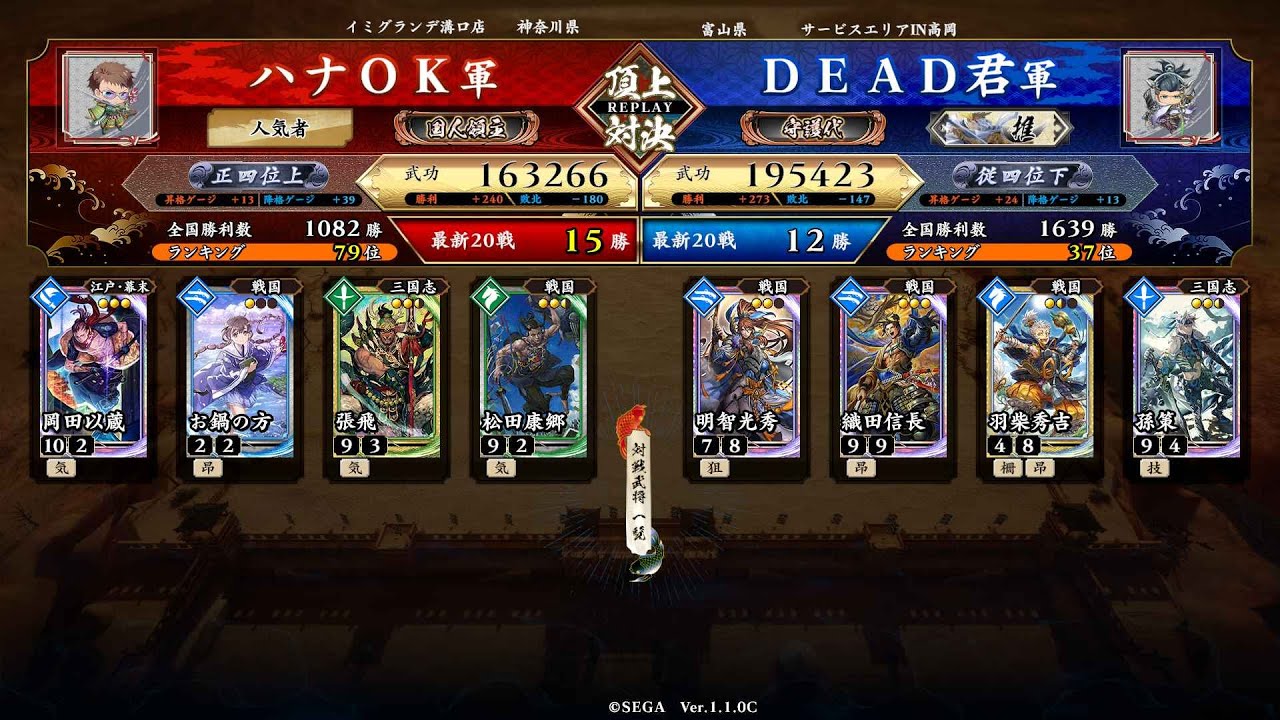 イミグランデ溝口店 神奈川県
富山県 サービスエリアIN高岡
ハナOK軍
頂上
REPLAY
対決
DEAD君軍
人気者
国人領主
守護代
推
正四位上
昇格ゲージ +13 降格ゲージ +39
武功 163266
勝利 +240 敗北 -180
武功 195423
勝利 +273 敗北 -147
従四位下
昇格ゲージ +24 降格ゲージ +13
全国勝利数 1082勝
ランキング 79位
最新20戦 15勝
最新20戦 12勝
全国勝利数 1639勝
ランキング 37位
江戸・幕末
岡田以蔵
10 2
気
戦国
お鍋の方
2 2
昂
三国志
張飛
9 3
気
戦国
松田康郷
9 2
気
対戦武将一覧
戦国
明智光秀
7 8
狙
戦国
織田信長
9 9
昂
戦国
羽柴秀吉
4 8
柵 昂
三国志
孫策
9 4
技
©SEGA Ver.1.1.0C